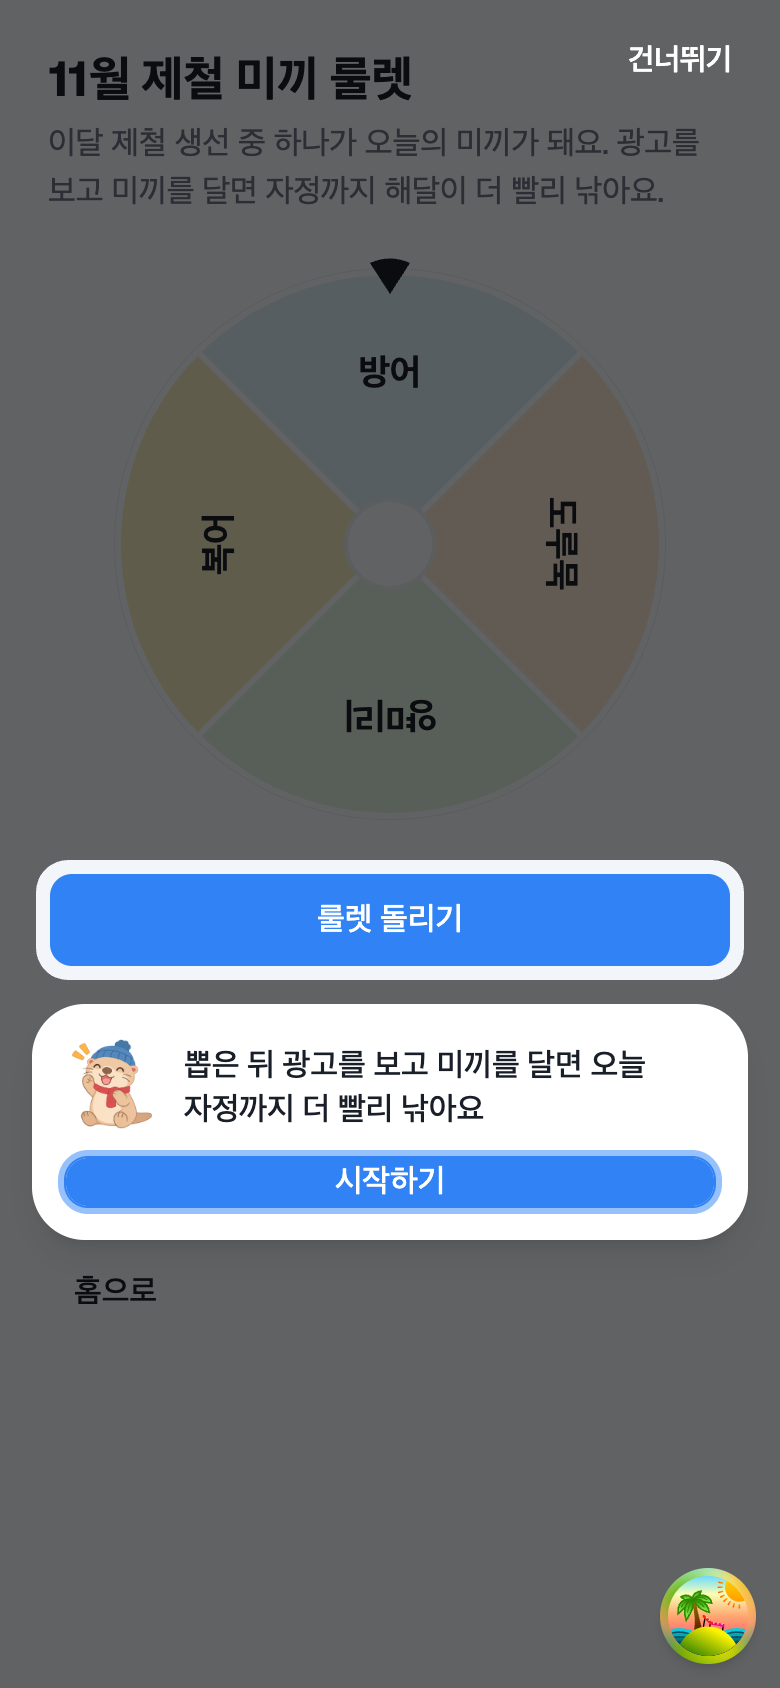 11월 제철 미끼 룰렛
건너뛰기
이달 제철 생선 중 하나가 오늘의 미끼가 돼요. 광고를
보고 미끼를 달면 자정까지 해달이 더 빨리 낚아요.
방어
복어
도루묵
양미리
룰렛 돌리기
뽑은 뒤 광고를 보고 미끼를 달면 오늘
자정까지 더 빨리 낚아요
시작하기
홈으로